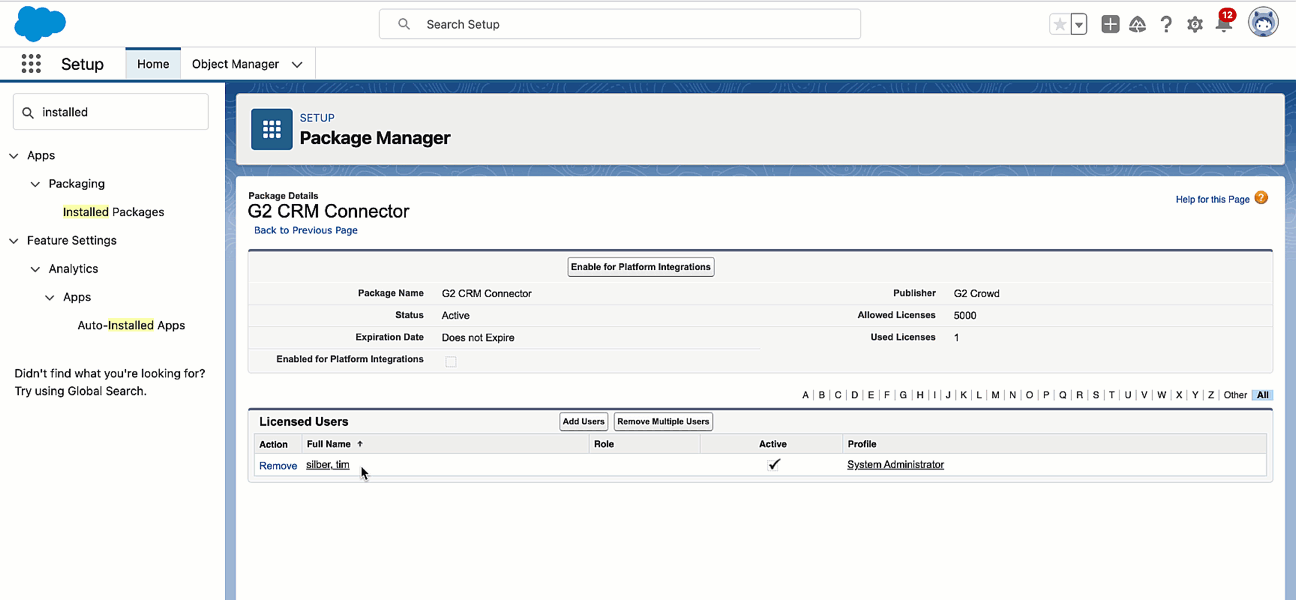 Search Setup
12
Setup
Home
Object Manager
installed
Apps
Packaging
Installed Packages
Feature Settings
Analytics
Apps
Auto-Installed Apps
Didn't find what you're looking for?
Try using Global Search.
SETUP
Package Manager
Package Details
G2 CRM Connector
Back to Previous Page
Help for this Page ?
Enable for Platform Integrations
Package Name G2 CRM Connector Publisher G2 Crowd
Status Active Allowed Licenses 5000
Expiration Date Does not Expire Used Licenses 1
Enabled for Platform Integrations
A | B | C | D | E | F | G | H | I | J | K | L | M | N | O | P | Q | R | S | T | U | V | W | X | Y | Z | Other All
Licensed Users Add Users Remove Multiple Users
Action Full Name ↑ Role Active Profile
Remove silber, tim System Administrator